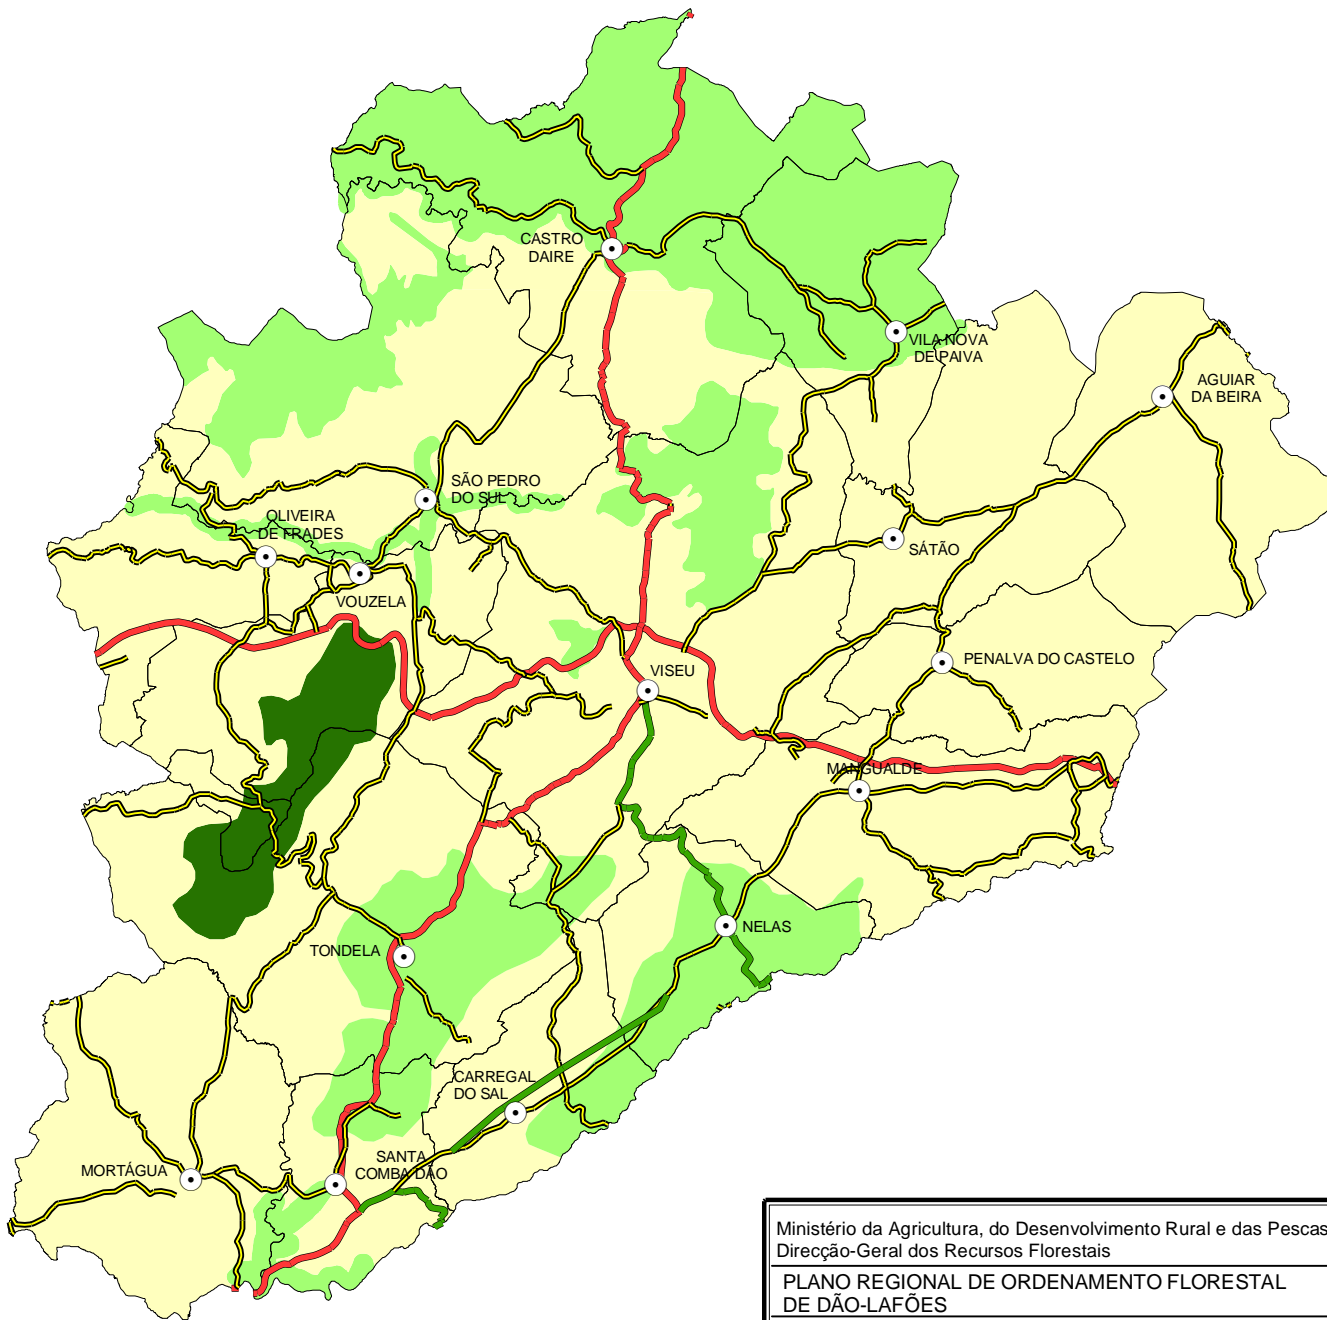 CASTRO
DAIRE
VILA NOVA
DE PAIVA
AGUIAR
DA BEIRA
SÃO PEDRO
DO SUL
OLIVEIRA
DE FRADES
SÁTÃO
VOUZELA
PENALVA DO CASTELO
VISEU
MANGUALDE
NELAS
TONDELA
CARREGAL
DO SAL
SANTA
COMBA DÃO
MORTÁGUA
Ministério da Agricultura, do Desenvolvimento Rural e das Pescas
Direcção-Geral dos Recursos Florestais
PLANO REGIONAL DE ORDENAMENTO FLORESTAL
DE DÃO-LAFÕES